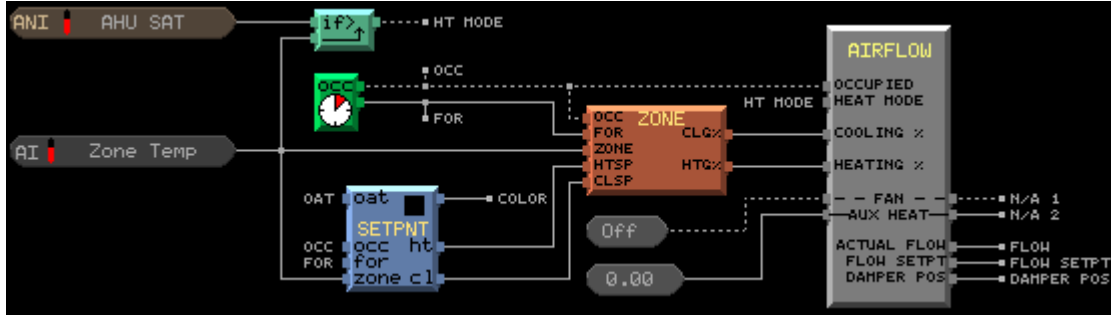 ANI AHU SAT
if>
HT MODE
AIRFLOW
OCC
OCC
OCCUPIED
HT MODE HEAT MODE
FOR
OCC ZONE
FOR CLG%
COOLING %
AI Zone Temp
ZONE
HTSP HTG%
HEATING %
CLSP
OAT oat COLOR
FAN N/A 1
AUX HEAT N/A 2
SETPNT
Off
OCC occ ht
ACTUAL FLOW FLOW
FOR for
FLOW SETPT FLOW SETPT
zone cl
0.00
DAMPER POS DAMPER POS